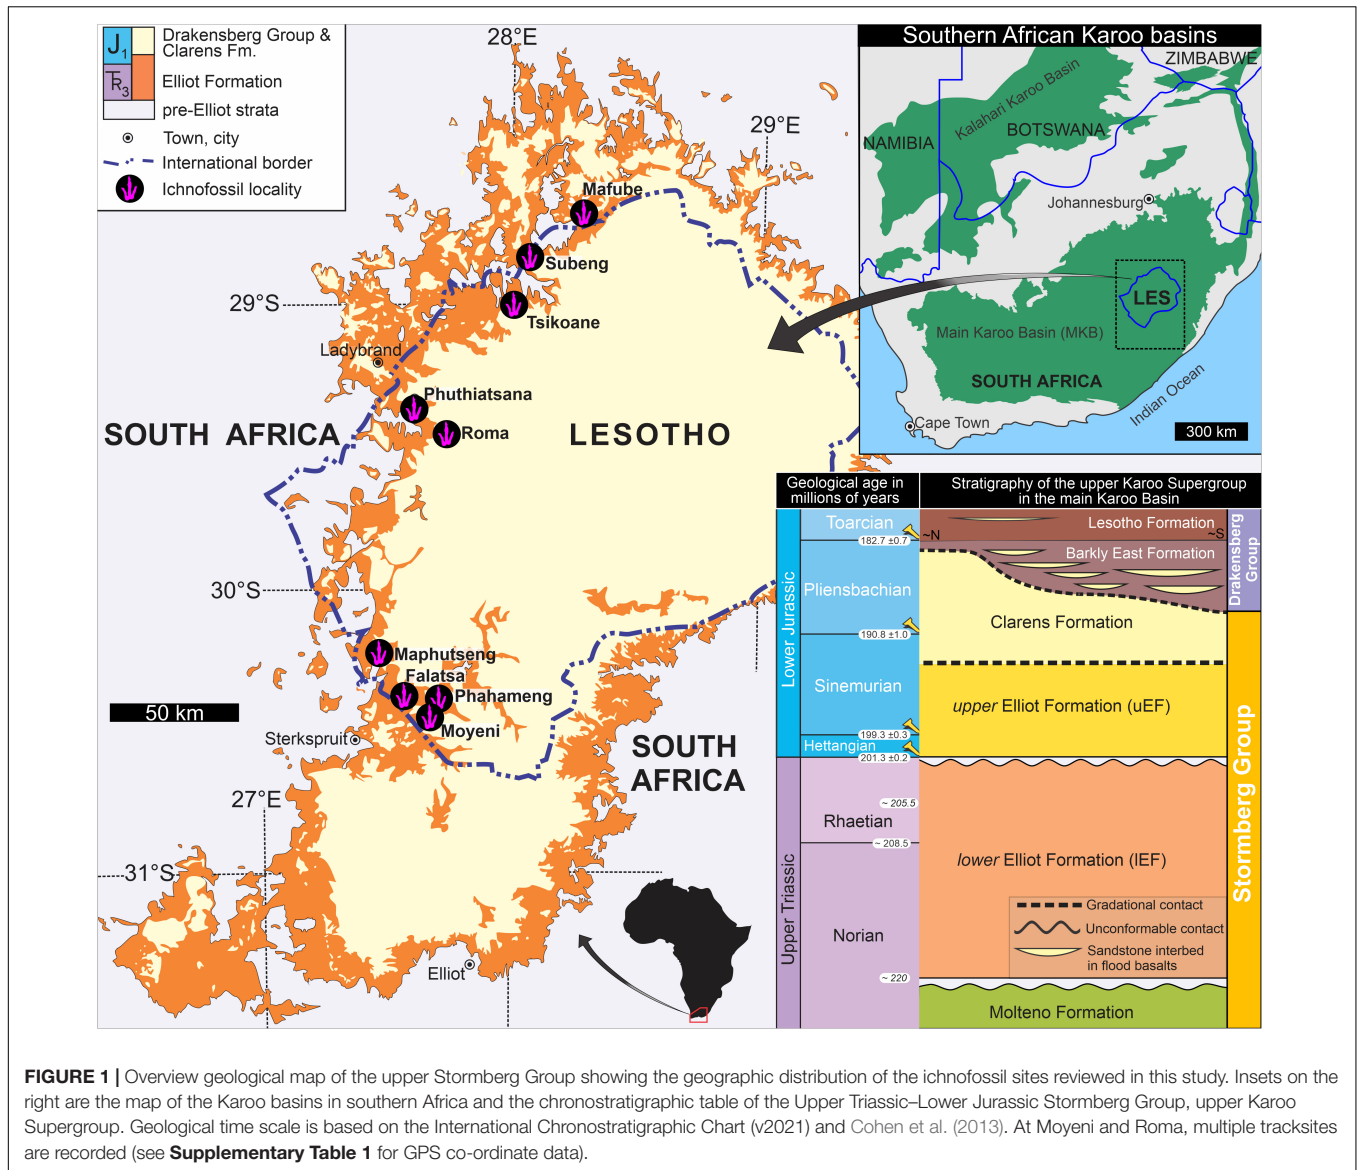 J1
Drakensberg Group &
Clarens Fm.
Ŧ3
Elliot Formation
pre-Elliot strata
Town, city
International border
Ichnofossil locality
28°E
29°E
Mafube
Subeng
29°S
Tsikoane
Ladybrand
Phuthiatsana
SOUTH AFRICA
Roma
LESOTHO
30°S
Maphutseng
Falatsa
Phahameng
50 km
Moyeni
Sterkspruit
SOUTH
AFRICA
27°E
31°S
Elliot
Southern African Karoo basins
ZIMBABWE
Kalahari Karoo Basin
BOTSWANA
NAMIBIA
Johannesburg
LES
Main Karoo Basin (MKB)
SOUTH AFRICA
Indian Ocean
Cape Town
300 km
Geological age in
millions of years
Stratigraphy of the upper Karoo Supergroup
in the main Karoo Basin
Toarcian
182.7 ±0.7
Pliensbachian
190.8 ±1.0
Sinemurian
199.3 ±0.3
Hettangian
201.3 ±0.2
Lower Jurassic
~ 205.5
Rhaetian
~ 208.5
Norian
~ 220
Upper Triassic
Lesotho Formation
~N
~S
Barkly East Formation
Drakensberg
Group
Clarens Formation
upper Elliot Formation (uEF)
lower Elliot Formation (lEF)
Gradational contact
Unconformable contact
Sandstone interbed
in flood basalts
Molteno Formation
Stormberg Group
FIGURE 1 | Overview geological map of the upper Stormberg Group showing the geographic distribution of the ichnofossil sites reviewed in this study. Insets on the
right are the map of the Karoo basins in southern Africa and the chronostratigraphic table of the Upper Triassic–Lower Jurassic Stormberg Group, upper Karoo
Supergroup. Geological time scale is based on the International Chronostratigraphic Chart (v2021) and Cohen et al. (2013). At Moyeni and Roma, multiple tracksites
are recorded (see Supplementary Table 1 for GPS co-ordinate data).